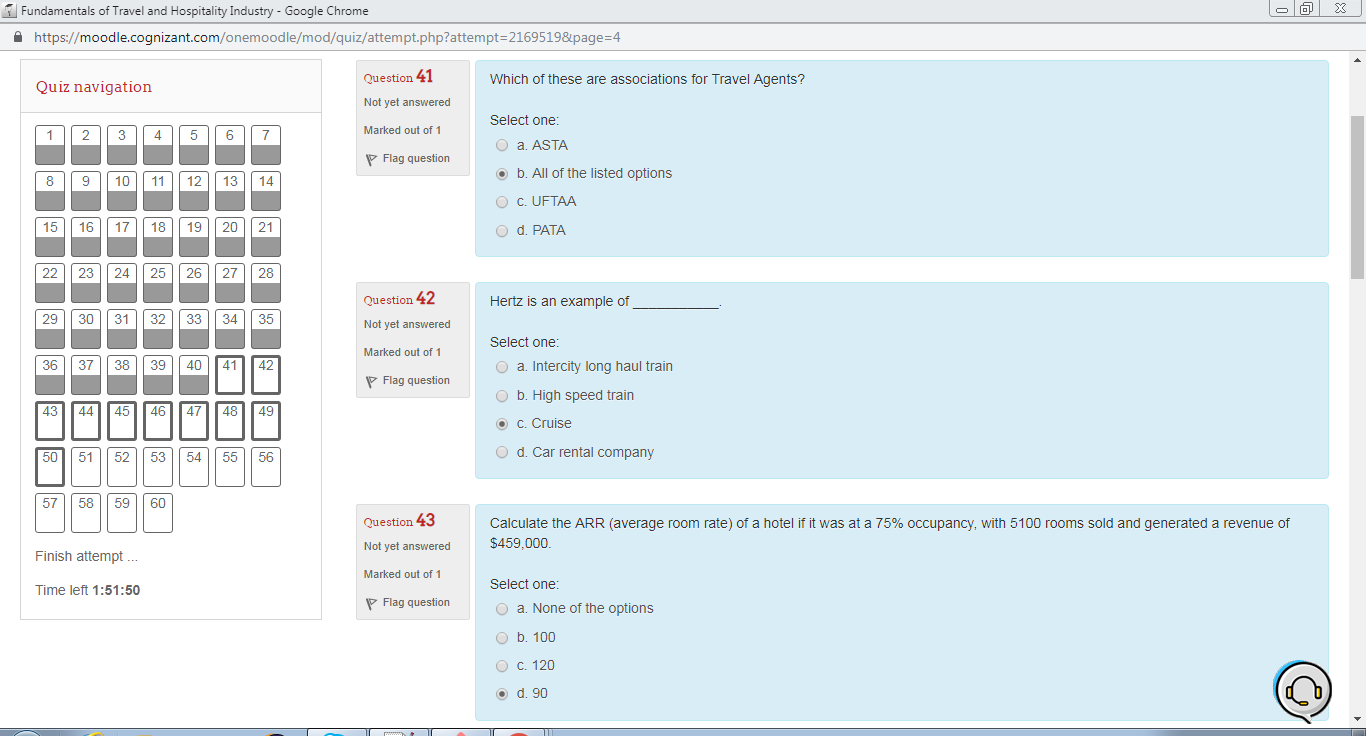 Fundamentals of Travel and Hospitality Industry - Google Chrome
https://moodle.cognizant.com/onemoodle/mod/quiz/attempt.php?attempt=2169519&page=4
Quiz navigation
1 2 3 4 5 6 7
8 9 10 11 12 13 14
15 16 17 18 19 20 21
22 23 24 25 26 27 28
29 30 31 32 33 34 35
36 37 38 39 40 41 42
43 44 45 46 47 48 49
50 51 52 53 54 55 56
57 58 59 60
Finish attempt ...
Time left 1:51:50
Question 41
Not yet answered
Marked out of 1
Flag question
Which of these are associations for Travel Agents?
Select one:
a. ASTA
b. All of the listed options
c. UFTAA
d. PATA
Question 42
Not yet answered
Marked out of 1
Flag question
Hertz is an example of ___________.
Select one:
a. Intercity long haul train
b. High speed train
c. Cruise
d. Car rental company
Question 43
Not yet answered
Marked out of 1
Flag question
Calculate the ARR (average room rate) of a hotel if it was at a 75% occupancy, with 5100 rooms sold and generated a revenue of
$459,000.
Select one:
a. None of the options
b. 100
c. 120
d. 90